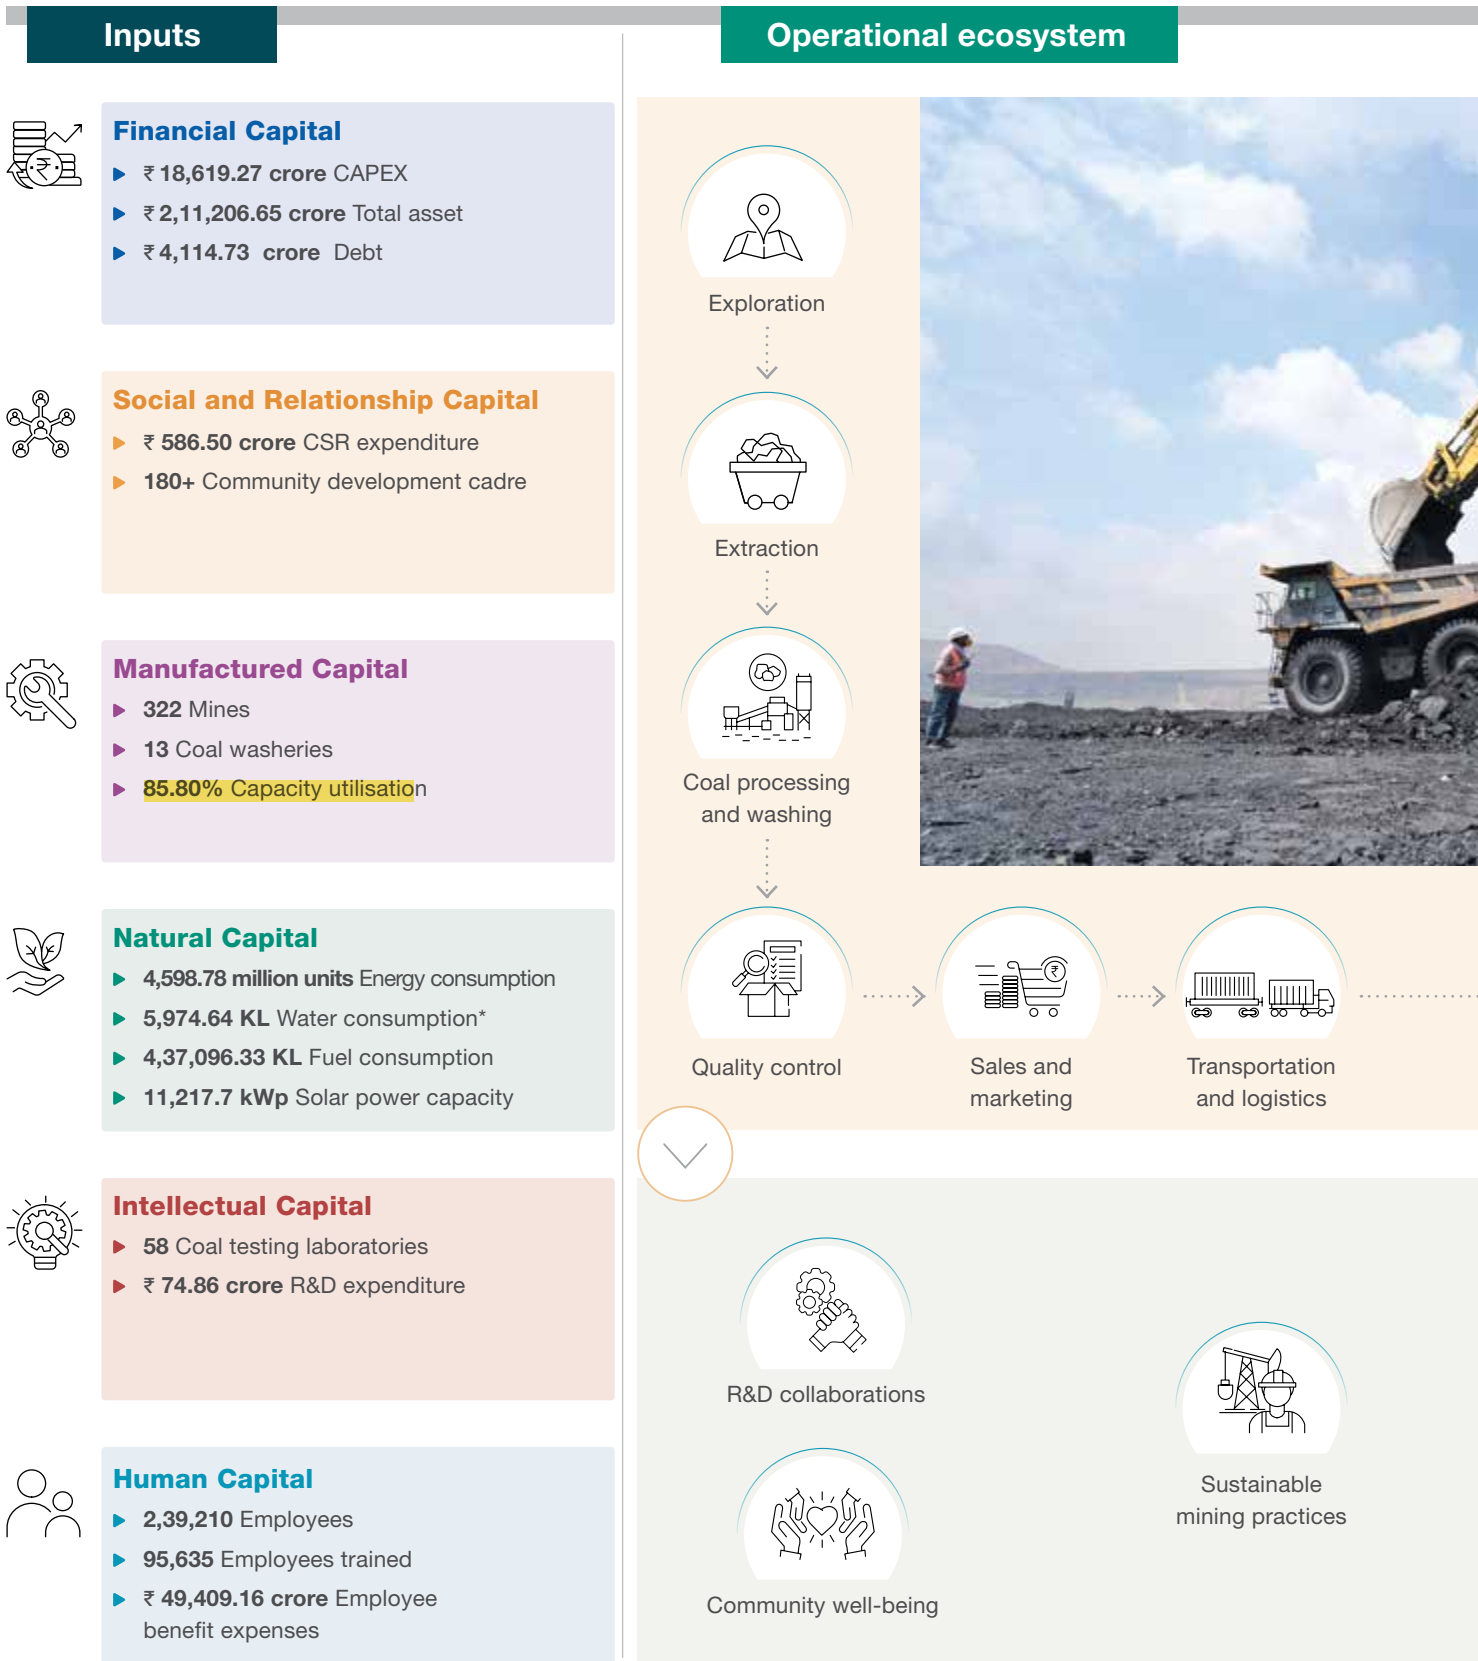 Inputs
Financial Capital
₹ 18,619.27 crore CAPEX
₹ 2,11,206.65 crore Total asset
₹ 4,114.73 crore Debt
Social and Relationship Capital
₹ 586.50 crore CSR expenditure
180+ Community development cadre
Manufactured Capital
322 Mines
13 Coal washeries
85.80% Capacity utilisation
Natural Capital
4,598.78 million units Energy consumption
5,974.64 KL Water consumption*
4,37,096.33 KL Fuel consumption
11,217.7 kWp Solar power capacity
Intellectual Capital
58 Coal testing laboratories
₹ 74.86 crore R&D expenditure
Human Capital
2,39,210 Employees
95,635 Employees trained
₹ 49,409.16 crore Employee
benefit expenses
Operational ecosystem
Exploration
Extraction
Coal processing
and washing
Quality control
Sales and
marketing
Transportation
and logistics
R&D collaborations
Community well-being
Sustainable
mining practices